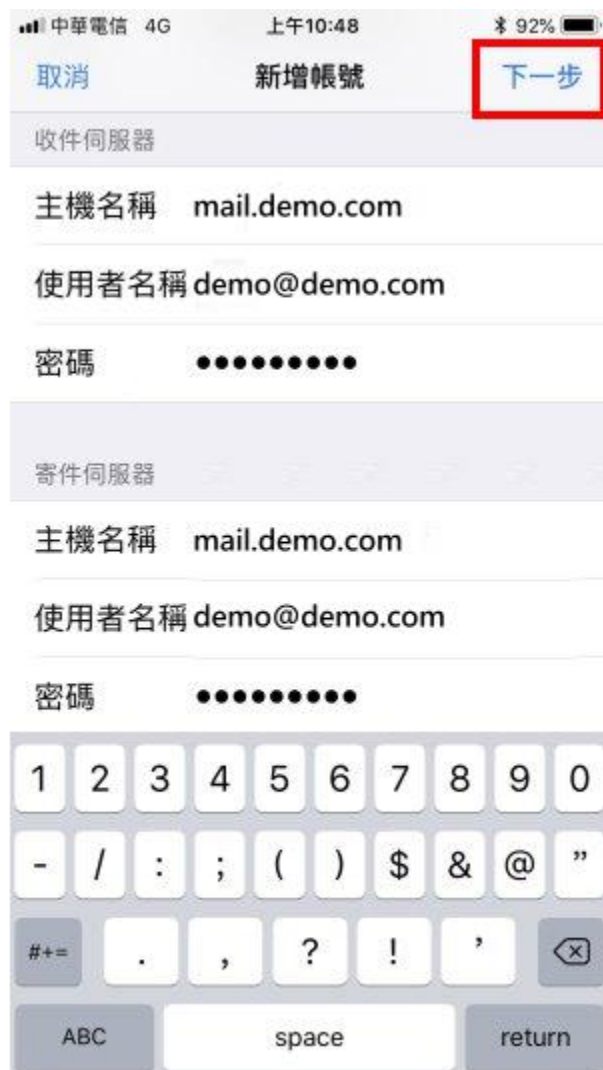 中華電信 4G 上午10:48 92%
取消 新增帳號 下一步
收件伺服器
主機名稱 mail.demo.com
使用者名稱 demo@demo.com
密碼 ●●●●●●●●●
寄件伺服器
主機名稱 mail.demo.com
使用者名稱 demo@demo.com
密碼 ●●●●●●●●●
1 2 3 4 5 6 7 8 9 0
- / : ; ( ) $ & @ ”
#+= . , ? ! ’
ABC space return